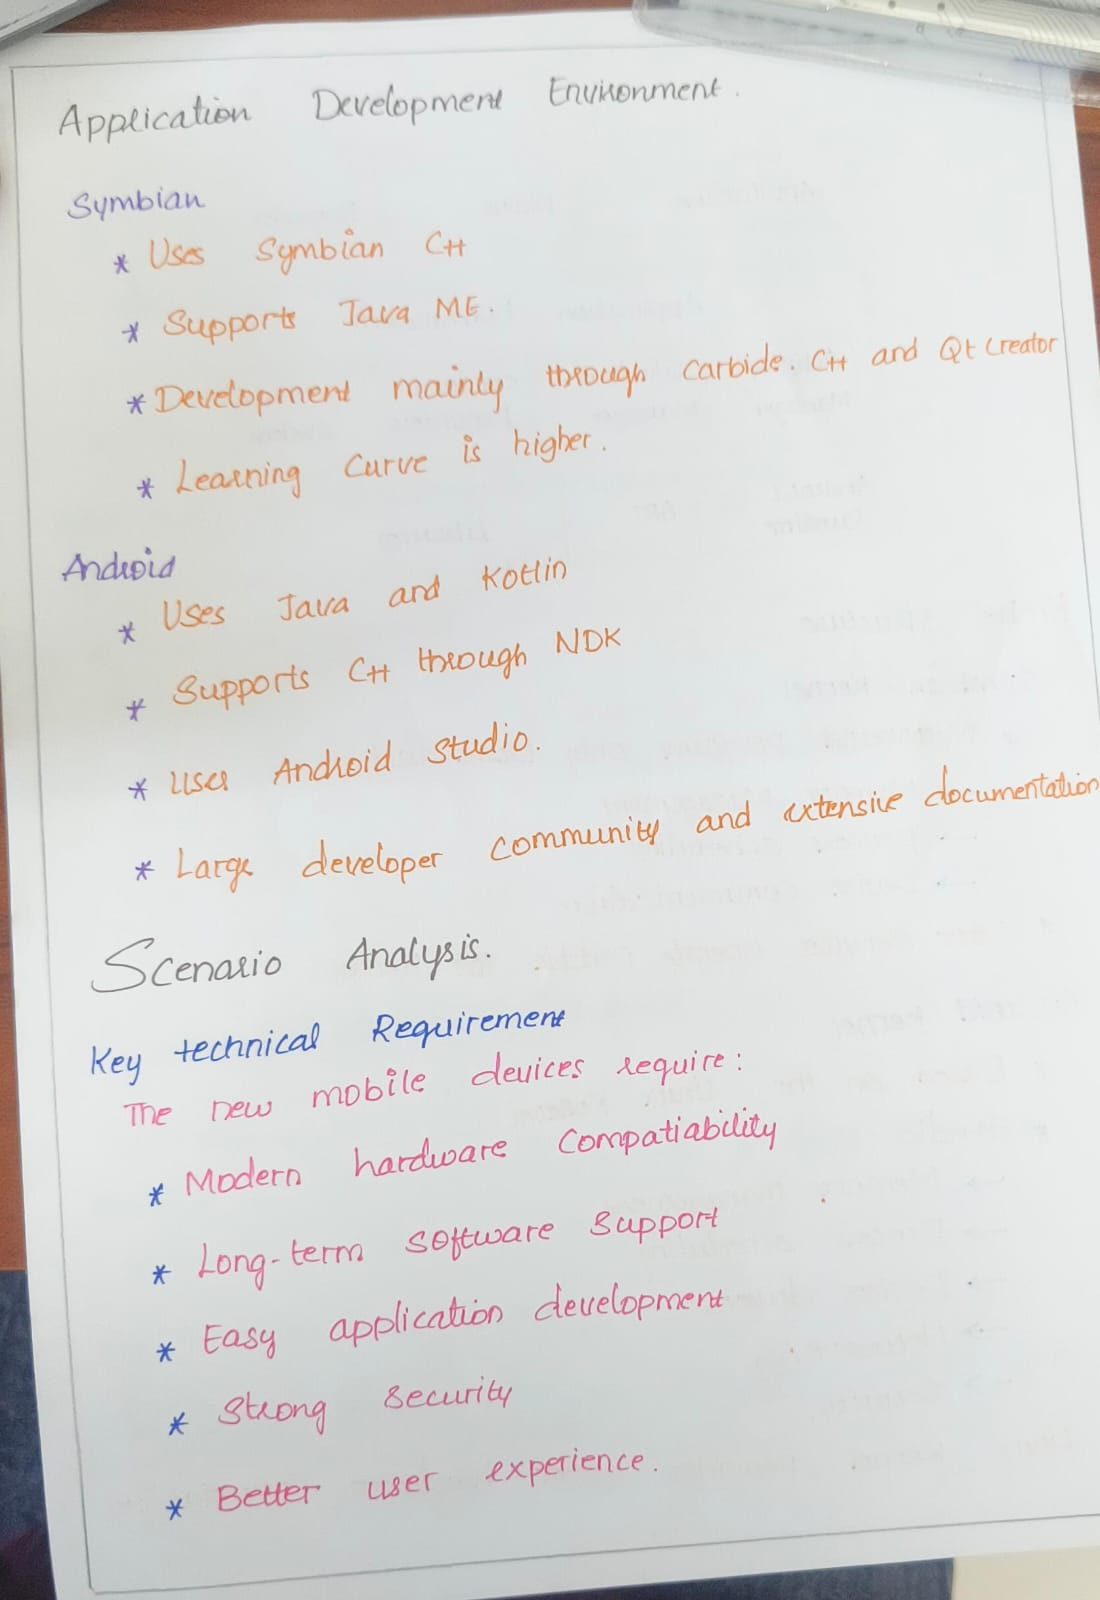 Application Development Environment.
Symbian
* Uses Symbian C++
* Supports Java ME.
* Development mainly through Carbide. C++ and Qt Creator
* Learning Curve is higher.
Android
* Uses Java and Kotlin
* Supports C++ through NDK
* Uses Android Studio.
* Large developer community and extensive documentation
Scenario Analysis.
Key technical Requirement
The new mobile devices require:
* Modern hardware Compatiability
* Long-term software support
* Easy application development
* Strong Security
* Better user experience.